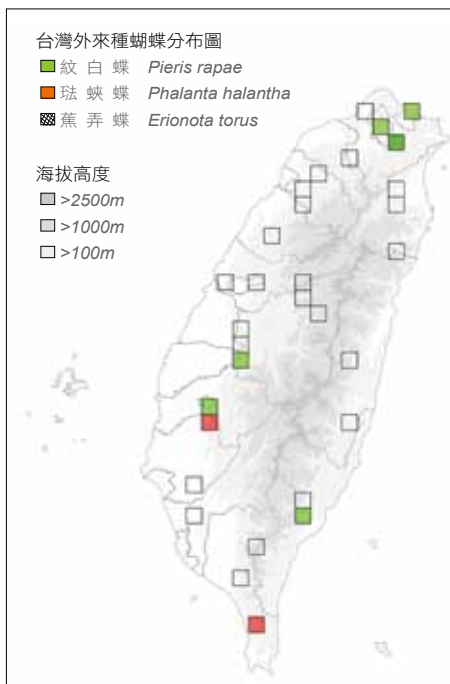 台灣外來種蝴蝶分布圖
紋白蝶 Pieris rapae
琺蛺蝶 Phalanta halantha
蕉弄蝶 Erionota torus
海拔高度
>2500m
>1000m
>100m